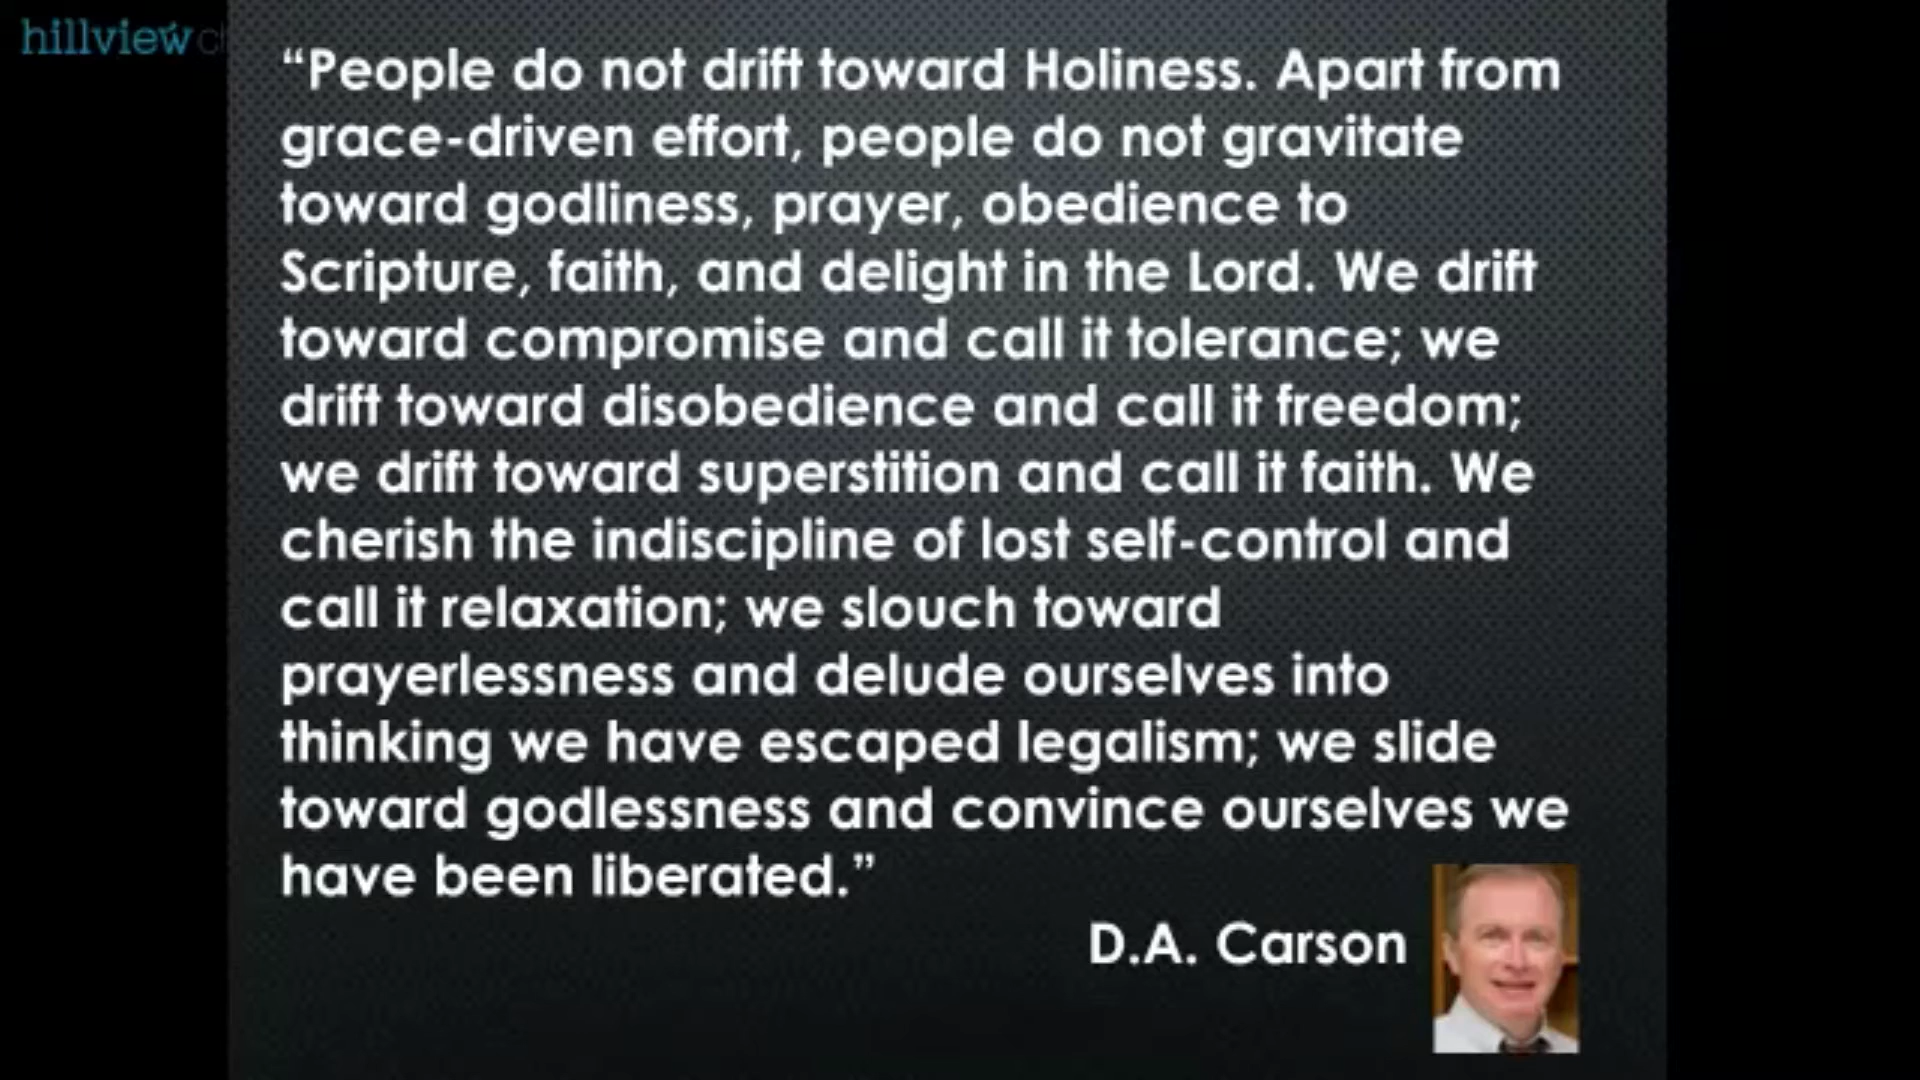 hillview
“People do not drift toward Holiness. Apart from
grace-driven effort, people do not gravitate
toward godliness, prayer, obedience to
Scripture, faith, and delight in the Lord. We drift
toward compromise and call it tolerance; we
drift toward disobedience and call it freedom;
we drift toward superstition and call it faith. We
cherish the indiscipline of lost self-control and
call it relaxation; we slouch toward
prayerlessness and delude ourselves into
thinking we have escaped legalism; we slide
toward godlessness and convince ourselves we
have been liberated.”
D.A. Carson